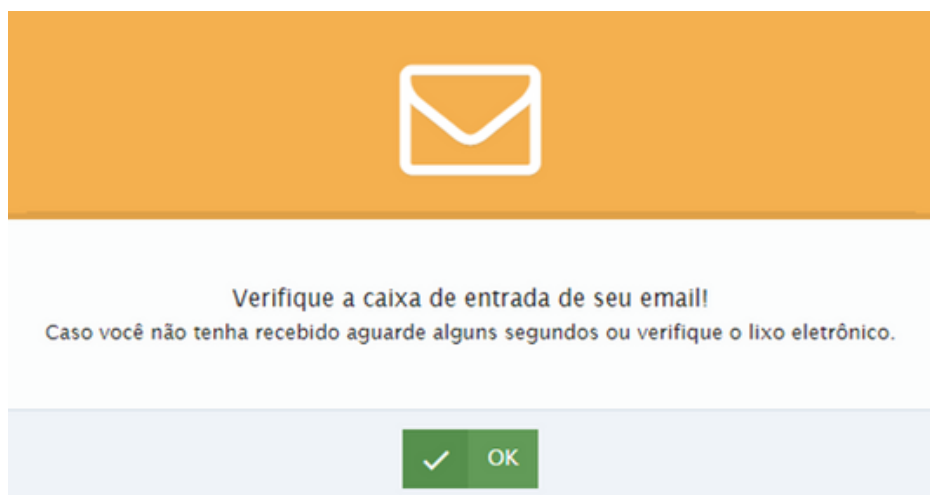 Verifique a caixa de entrada de seu email!
Caso você não tenha recebido aguarde alguns segundos ou verifique o lixo eletrônico.
OK